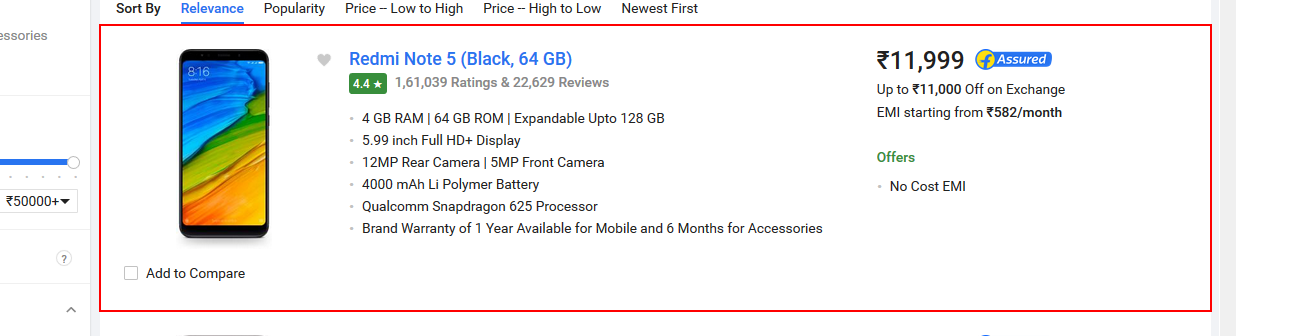 Sort By Relevance Popularity Price -- Low to High Price -- High to Low Newest First
essories
₹50000+
?
8:16
Redmi Note 5 (Black, 64 GB)
4.4 ★ 1,61,039 Ratings & 22,629 Reviews
4 GB RAM | 64 GB ROM | Expandable Upto 128 GB
5.99 inch Full HD+ Display
12MP Rear Camera | 5MP Front Camera
4000 mAh Li Polymer Battery
Qualcomm Snapdragon 625 Processor
Brand Warranty of 1 Year Available for Mobile and 6 Months for Accessories
Add to Compare
₹11,999 f Assured
Up to ₹11,000 Off on Exchange
EMI starting from ₹582/month
Offers
No Cost EMI